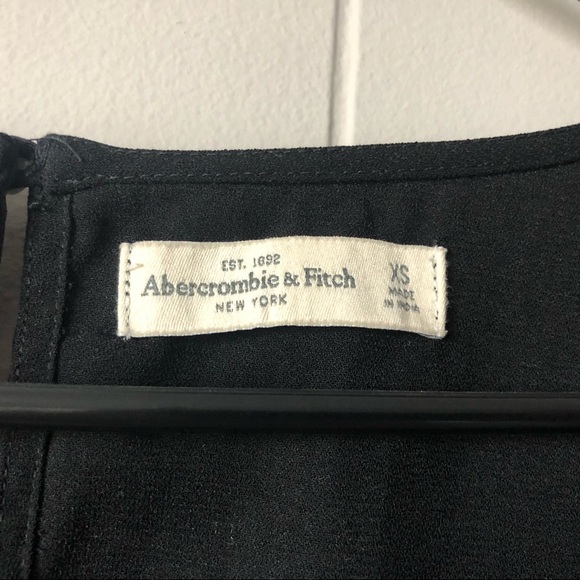 EST. 1892
Abercrombie & Fitch
NEW YORK
XS
MADE
IN INDIA